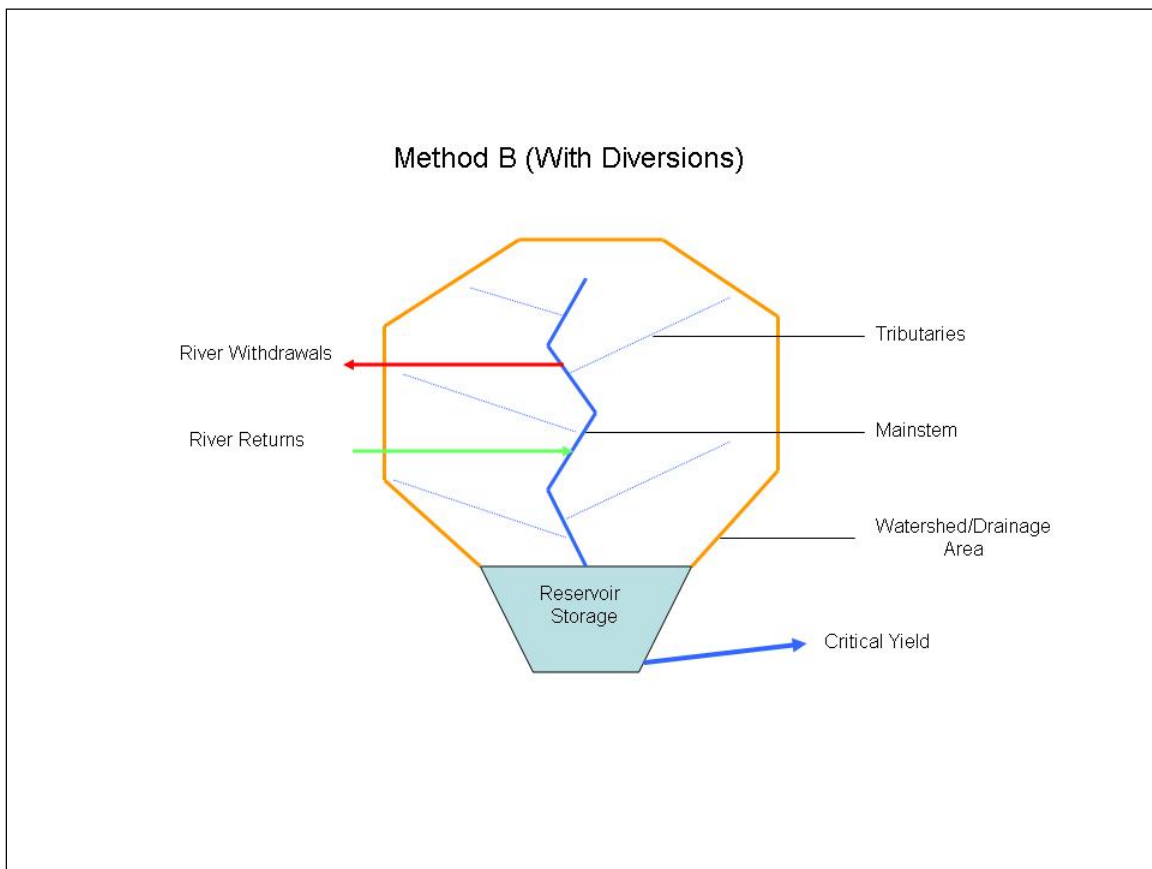 Method B (With Diversions)
River Withdrawals
Tributaries
River Returns
Mainstem
Watershed/Drainage
Area
Reservoir
Storage
Critical Yield